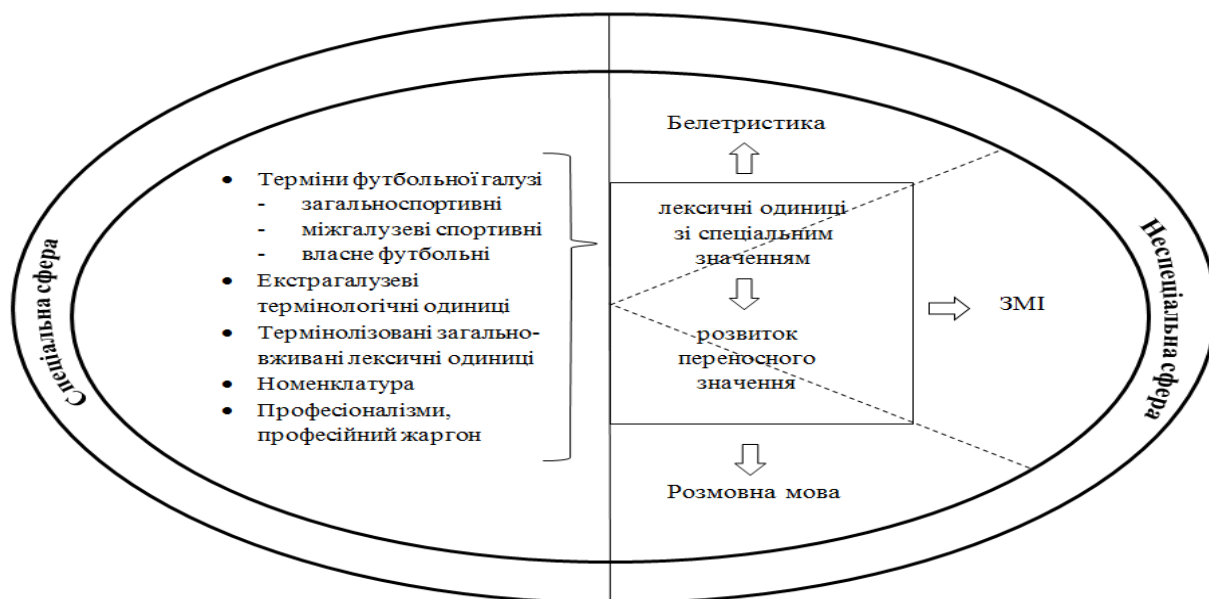 Спеціальна сфера
• Терміни футбольної галузі
- загальноспортивні
- міжгалузеві спортивні
- власне футбольні
• Екстрагалузеві
термінологічні одиниці
• Термінолізовані загально-
вживані лексичні одиниці
• Номенклатура
• Професіоналізми,
професійний жаргон
Белетристика
лексичні одиниці
зі спеціальним
значенням
розвиток
переносного
значення
Розмовна мова
ЗМІ
Неспеціальна сфера